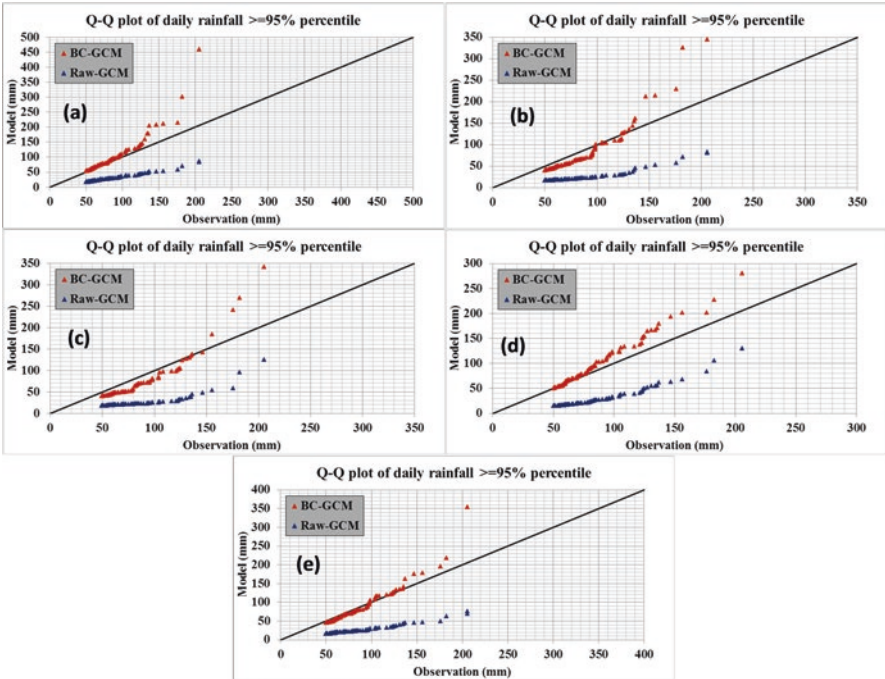 Q-Q plot of daily rainfall >=95% percentile
500
450
400
350
300
250
200
150
100
50
0
Model (mm)
BC-GCM
Raw-GCM
(a)
0 50 100 150 200 250 300 350 400 450 500
Observation (mm)
Q-Q plot of daily rainfall >=95% percentile
350
300
250
200
150
100
50
0
Model (mm)
BC-GCM
Raw-GCM
(b)
0 50 100 150 200 250 300 350
Observation (mm)
Q-Q plot of daily rainfall >=95% percentile
350
300
250
200
150
100
50
0
Model (mm)
BC-GCM
Raw-GCM
(c)
0 50 100 150 200 250 300 350
Observation (mm)
Q-Q plot of daily rainfall >=95% percentile
300
250
200
150
100
50
0
Model (mm)
BC-GCM
Raw-GCM
(d)
0 50 100 150 200 250 300
Observation (mm)
Q-Q plot of daily rainfall >=95% percentile
400
350
300
250
200
150
100
50
0
Model (mm)
BC-GCM
Raw-GCM
(e)
0 50 100 150 200 250 300 350 400
Observation (mm)